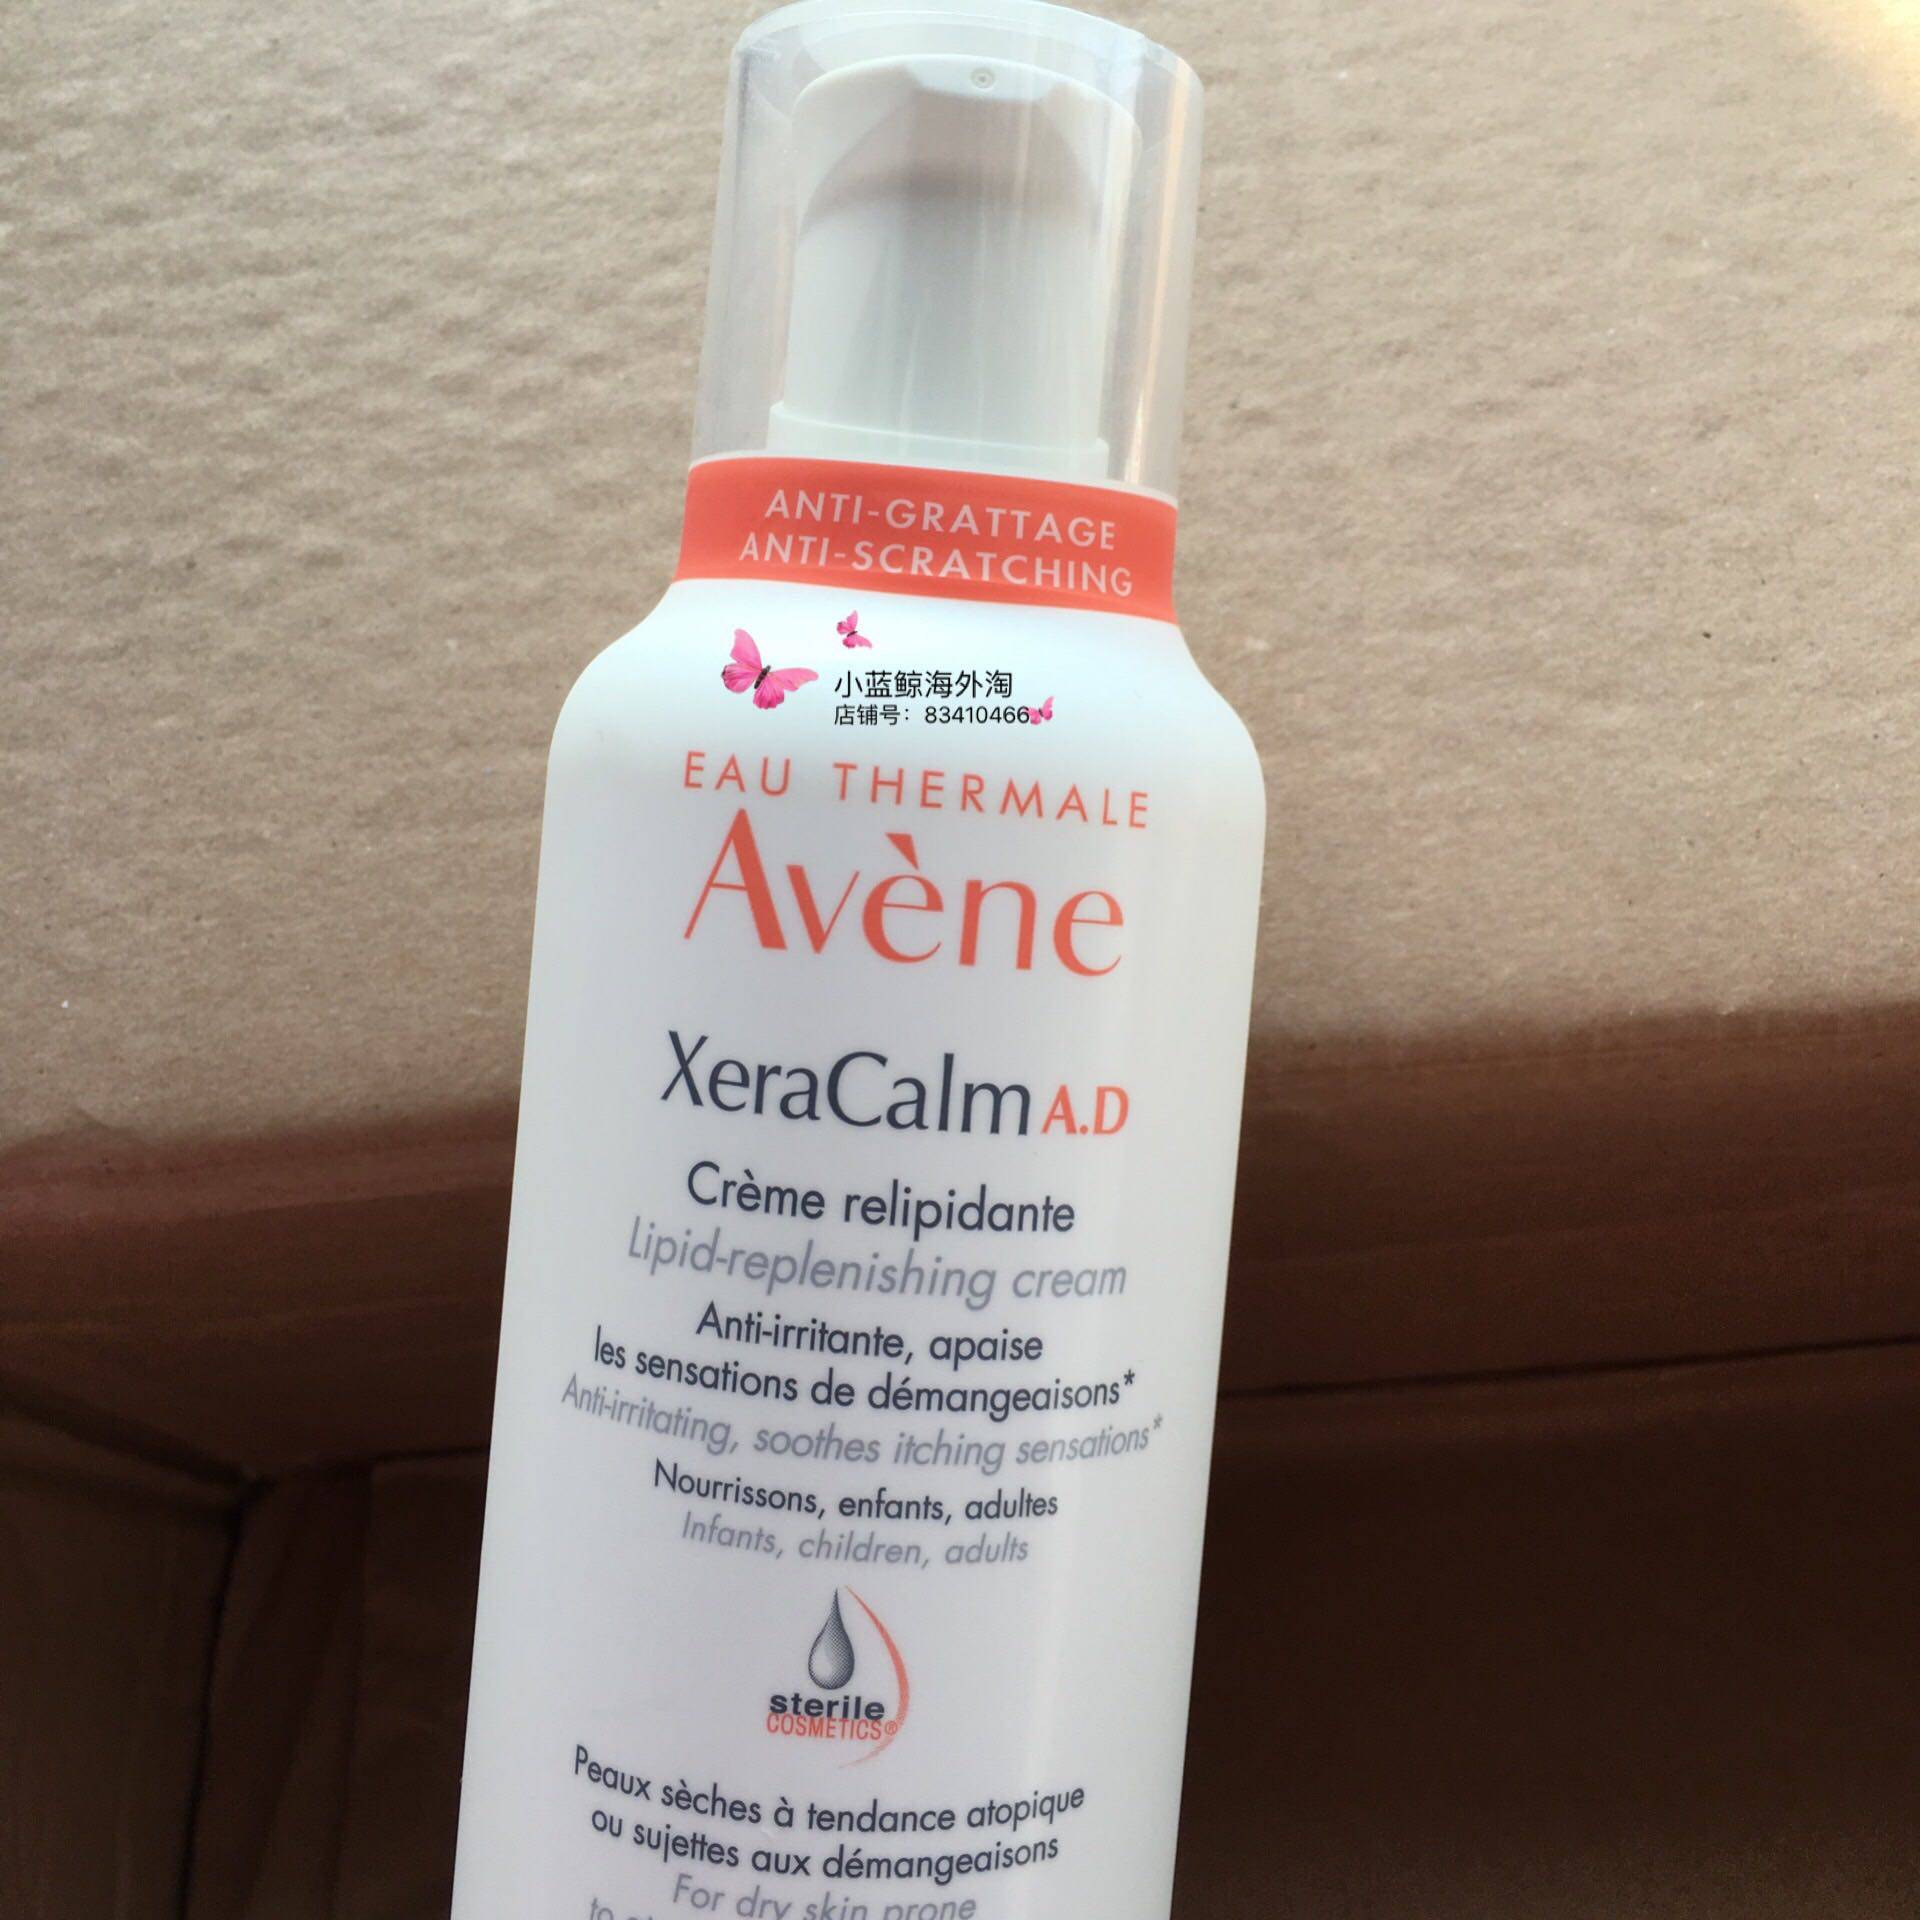 ANTI-GRATTAGE
ANTI-SCRATCHING
小蓝鲸海外淘
店铺号：83410466
EAU THERMALE
Avène
XeraCalm A.D
Crème relipidante
Lipid-replenishing cream
Anti-irritante, apaise
les sensations de démangeaisons*
Anti-irritating, soothes itching sensations*
Nourrissons, enfants, adultes
Infants, children, adults
sterile
COSMETICS®
Peaux sèches à tendance atopique
ou sujettes aux démangeaisons
For dry skin prone
to